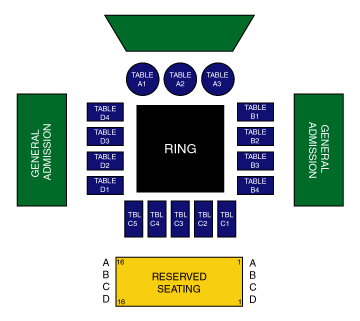 TABLE
A1
TABLE
A2
TABLE
A3
GENERAL
ADMISSION
TABLE
D4
TABLE
D3
TABLE
D2
TABLE
D1
RING
TABLE
B1
TABLE
B2
TABLE
B3
TABLE
B4
GENERAL
ADMISSION
TBL
C5
TBL
C4
TBL
C3
TBL
C2
TBL
C1
A
B
C
D
16
1
RESERVED
SEATING
16
1
A
B
C
D